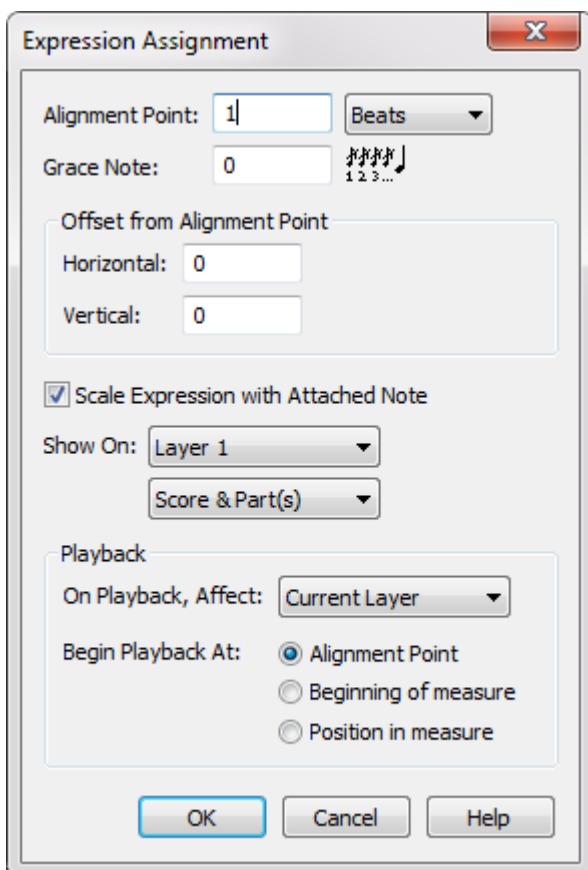 Expression Assignment
Alignment Point: 1 Beats
Grace Note: 0 1 2 3...
Offset from Alignment Point
Horizontal: 0
Vertical: 0
Scale Expression with Attached Note
Show On: Layer 1
Score & Part(s)
Playback
On Playback, Affect: Current Layer
Begin Playback At: Alignment Point
Beginning of measure
Position in measure
OK Cancel Help